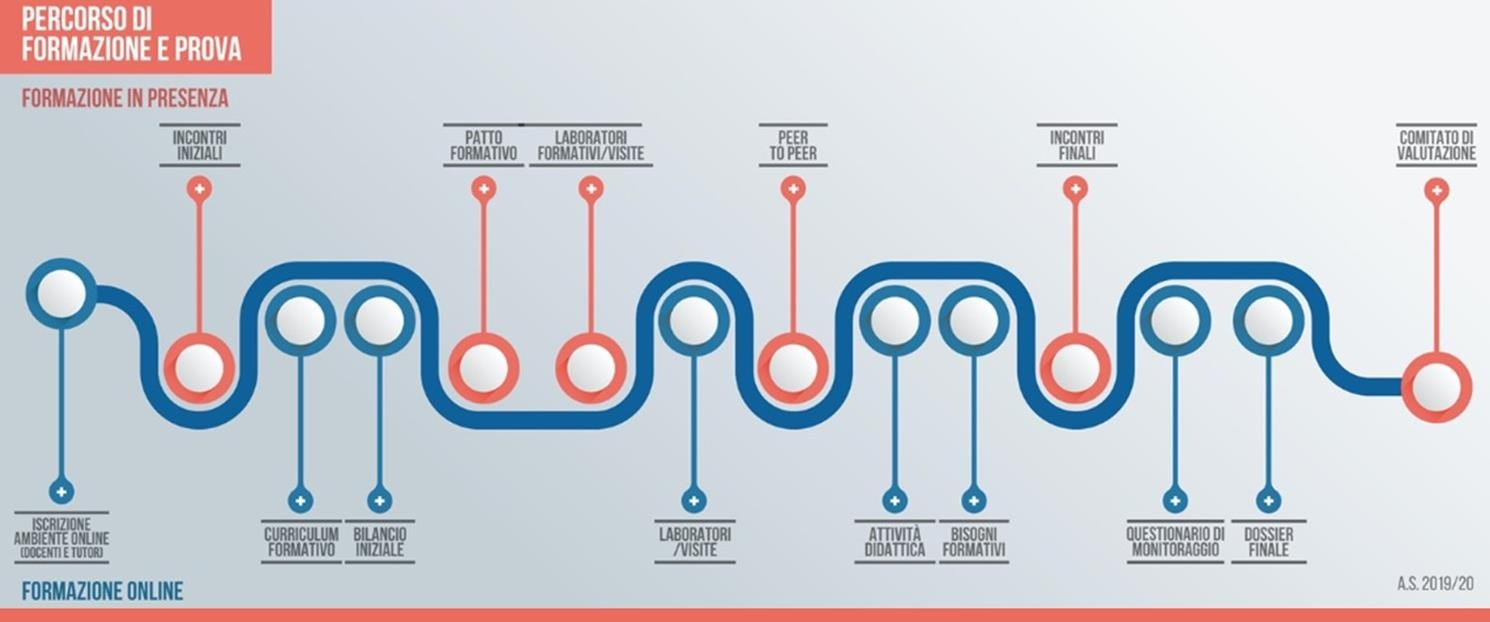 PERCORSO DI
FORMAZIONE E PROVA
FORMAZIONE IN PRESENZA
INCONTRI
INIZIALI
PATTO
FORMATIVO
LABORATORI
FORMATIVI/VISITE
PEER
TO PEER
INCONTRI
FINALI
COMITATO DI
VALUTAZIONE
ISCRIZIONE
AMBIENTE ONLINE
(DOCENTI E TUTOR)
CURRICULUM
FORMATIVO
BILANCIO
INIZIALE
LABORATORI
/VISITE
ATTIVITÀ
DIDATTICA
BISOGNI
FORMATIVI
QUESTIONARIO DI
MONITORAGGIO
DOSSIER
FINALE
FORMAZIONE ONLINE
A.S. 2019/20